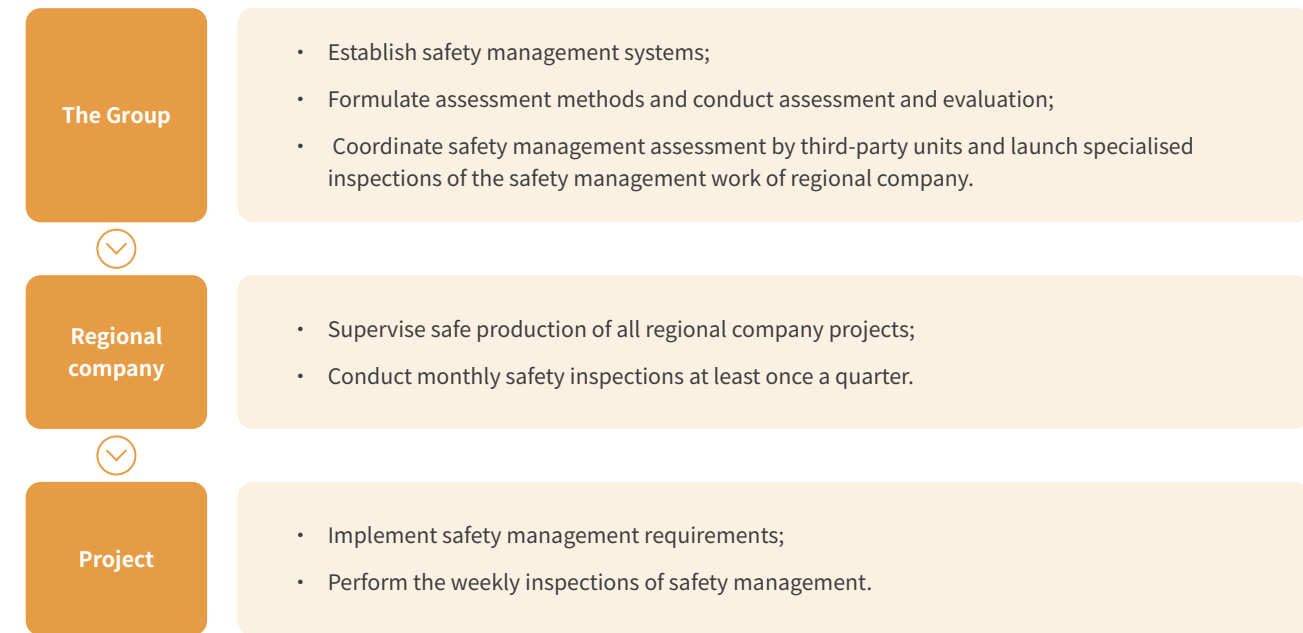 The Group
• Establish safety management systems;
• Formulate assessment methods and conduct assessment and evaluation;
• Coordinate safety management assessment by third-party units and launch specialised
inspections of the safety management work of regional company.
Regional
company
• Supervise safe production of all regional company projects;
• Conduct monthly safety inspections at least once a quarter.
Project
• Implement safety management requirements;
• Perform the weekly inspections of safety management.